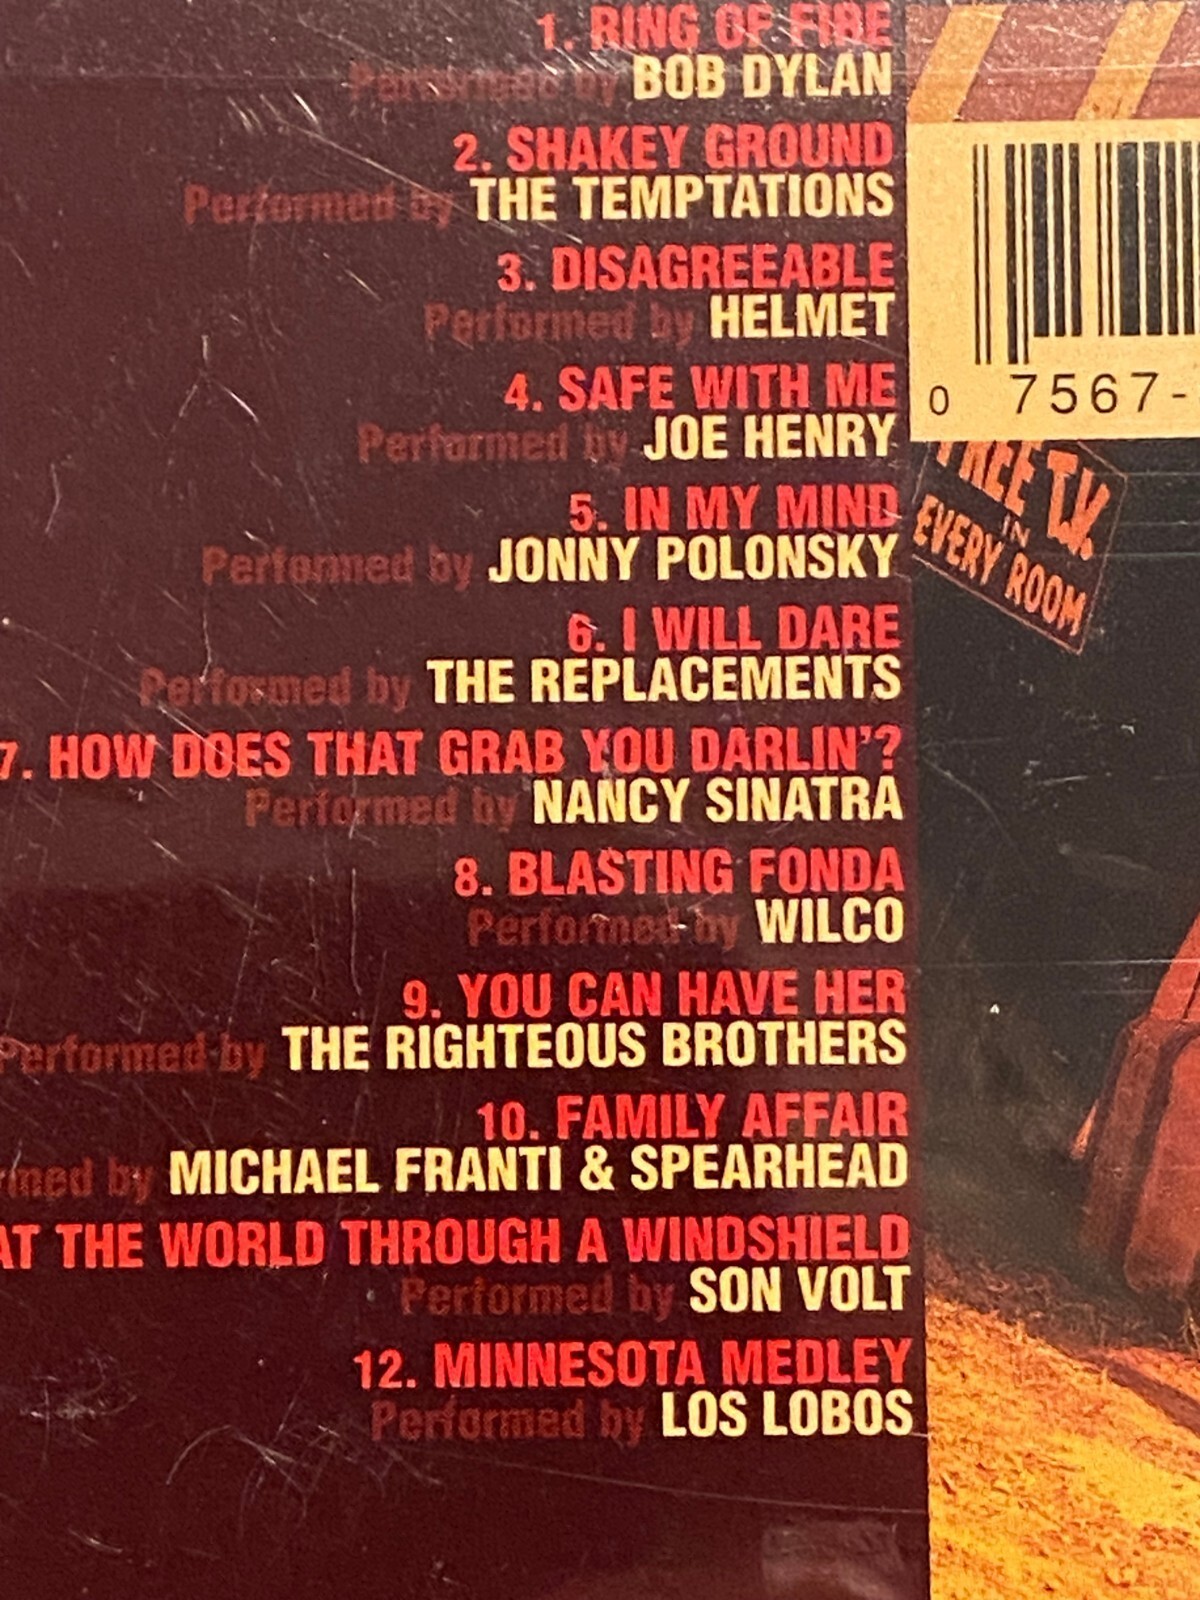 1. RING OF FIRE
Performed by BOB DYLAN
2. SHAKEY GROUND
Performed by THE TEMPTATIONS
3. DISAGREEABLE
Performed by HELMET
4. SAFE WITH ME
Performed by JOE HENRY
5. IN MY MIND
Performed by JONNY POLONSKY
6. I WILL DARE
Performed by THE REPLACEMENTS
7. HOW DOES THAT GRAB YOU DARLIN'?
Performed by NANCY SINATRA
8. BLASTING FONDA
Performed by WILCO
9. YOU CAN HAVE HER
Performed by THE RIGHTEOUS BROTHERS
10. FAMILY AFFAIR
rmed by MICHAEL FRANTI & SPEARHEAD
AT THE WORLD THROUGH A WINDSHIELD
Performed by SON VOLT
12. MINNESOTA MEDLEY
Performed by LOS LOBOS
0 7567-
FREE T.V.
IN
EVERY ROOM